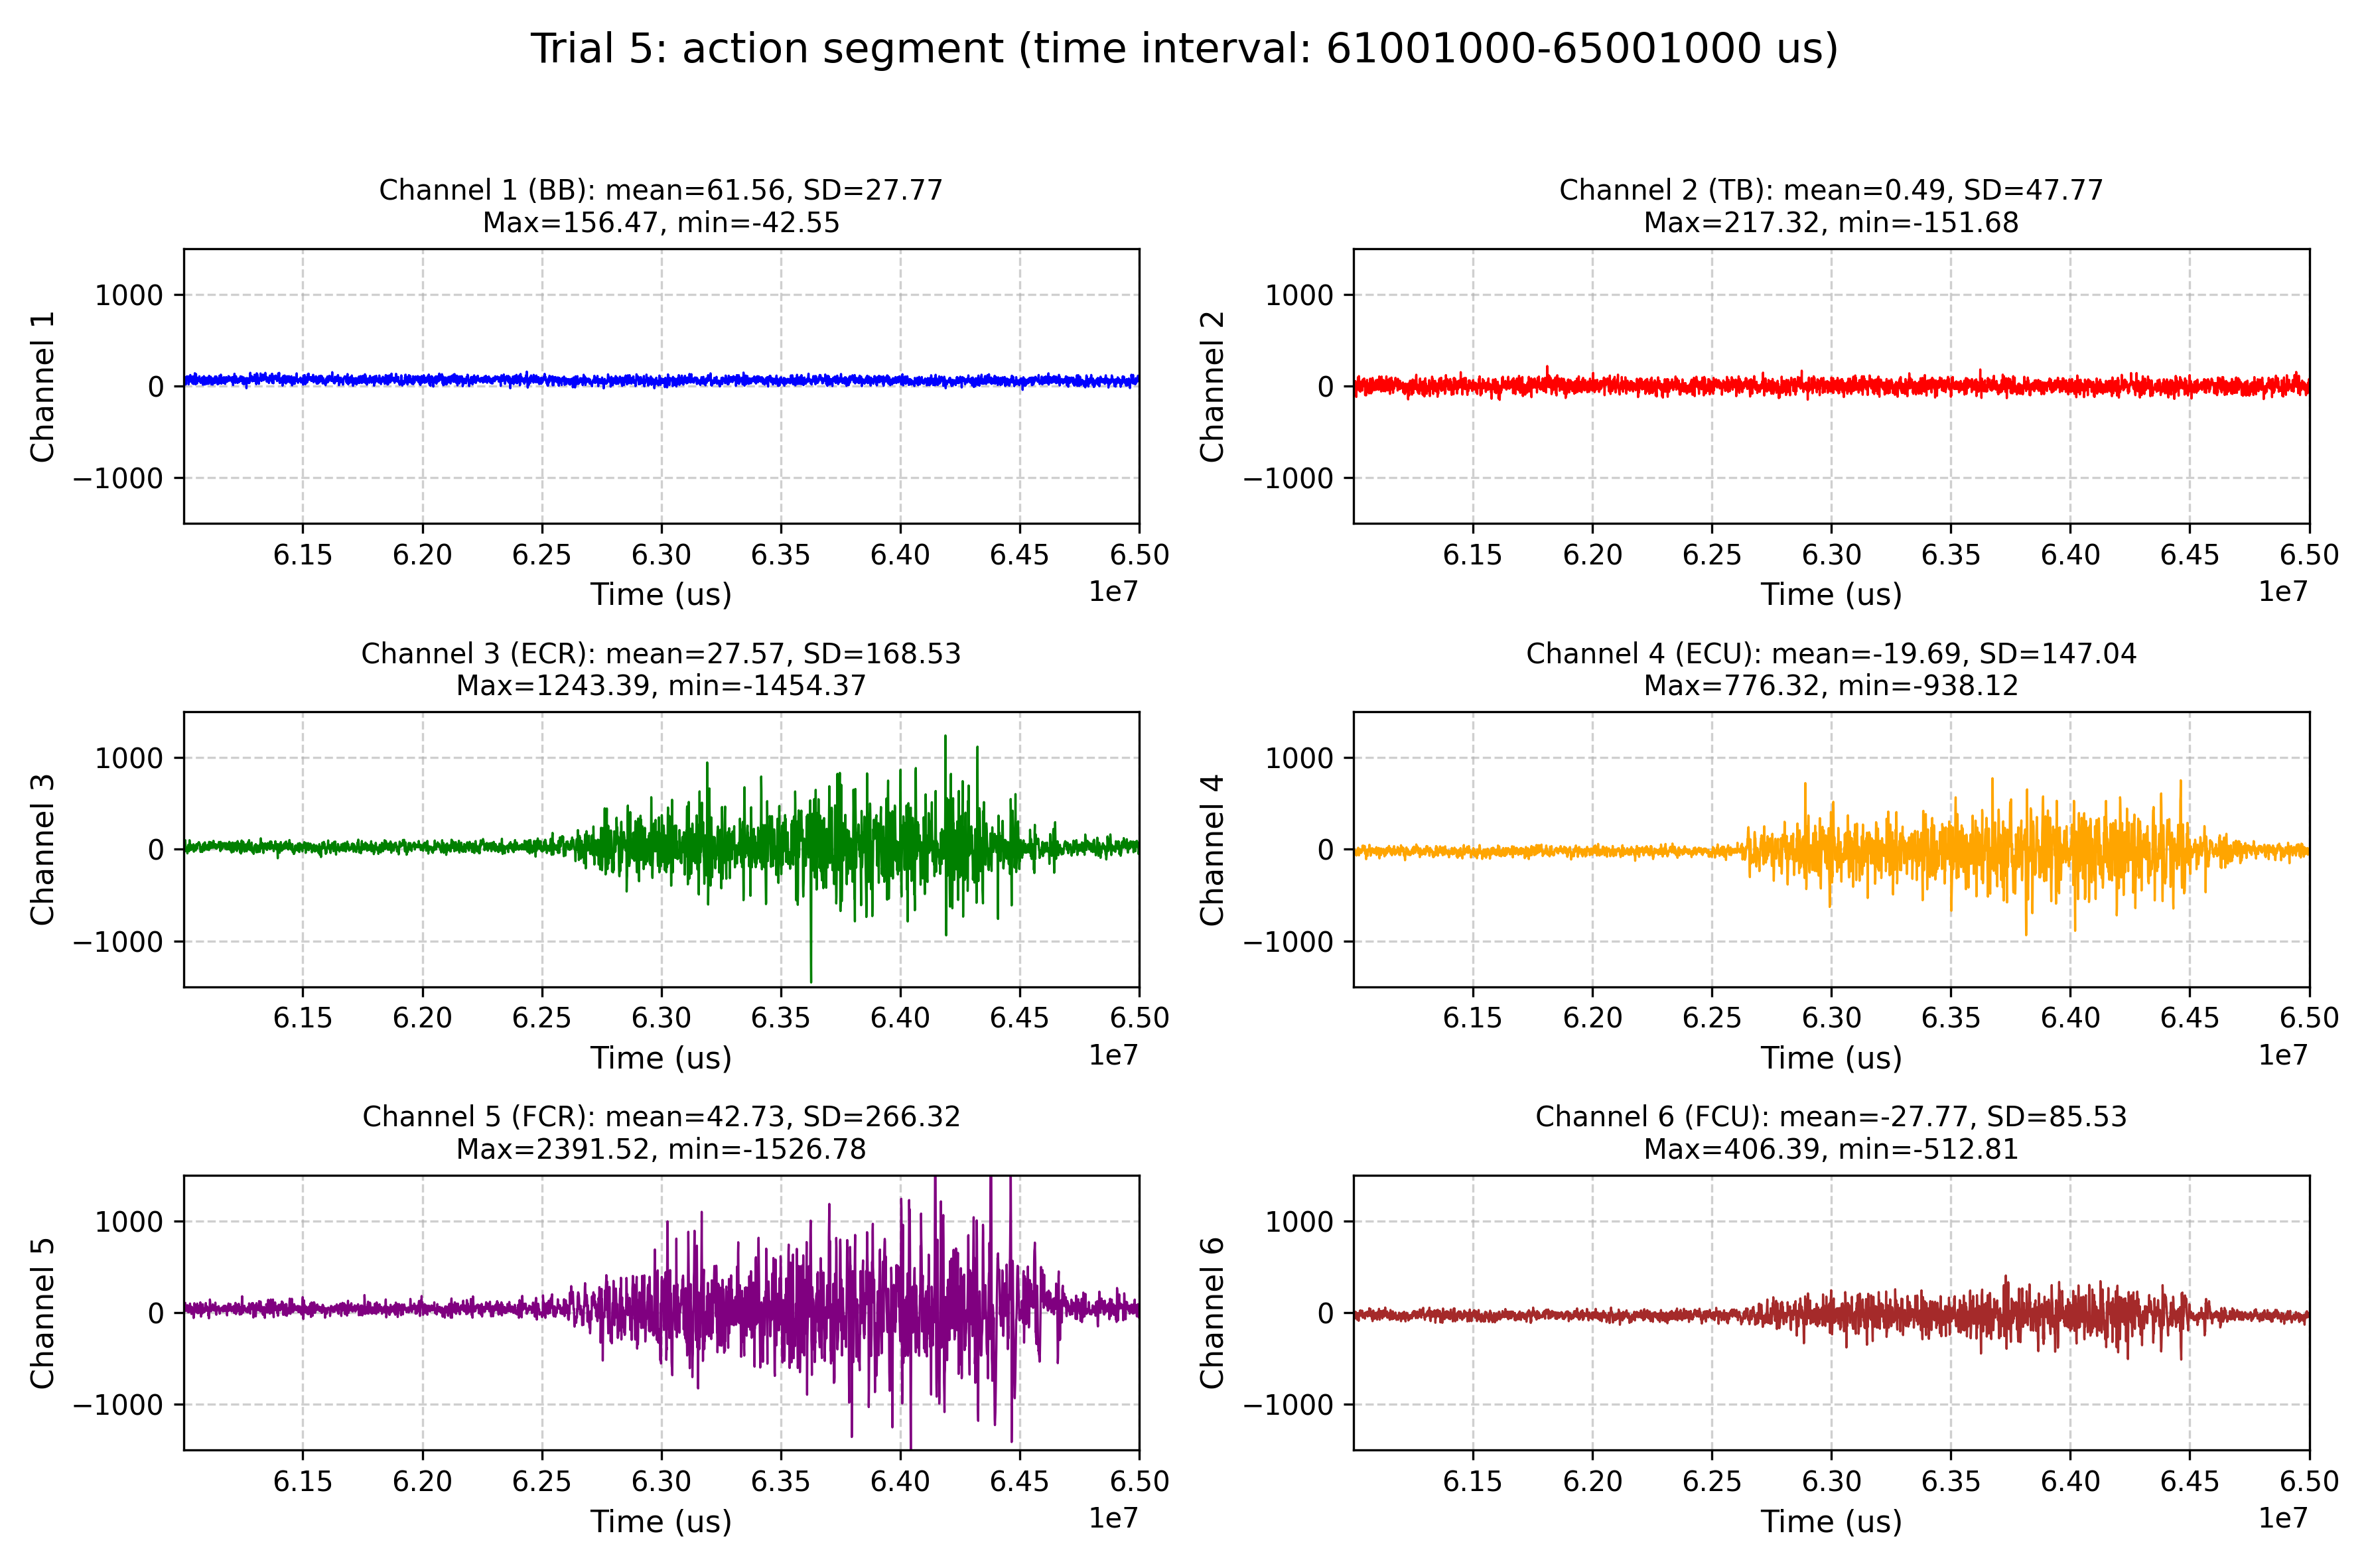 Trial 5: action segment (time interval: 61001000-65001000 us)
Channel 1 (BB): mean=61.56, SD=27.77
Max=156.47, min=-42.55
Channel 1
1000
0
−1000
6.15 6.20 6.25 6.30 6.35 6.40 6.45 6.50
Time (us)
1e7
Channel 2 (TB): mean=0.49, SD=47.77
Max=217.32, min=-151.68
Channel 2
1000
0
−1000
6.15 6.20 6.25 6.30 6.35 6.40 6.45 6.50
Time (us)
1e7
Channel 3 (ECR): mean=27.57, SD=168.53
Max=1243.39, min=-1454.37
Channel 3
1000
0
−1000
6.15 6.20 6.25 6.30 6.35 6.40 6.45 6.50
Time (us)
1e7
Channel 4 (ECU): mean=-19.69, SD=147.04
Max=776.32, min=-938.12
Channel 4
1000
0
−1000
6.15 6.20 6.25 6.30 6.35 6.40 6.45 6.50
Time (us)
1e7
Channel 5 (FCR): mean=42.73, SD=266.32
Max=2391.52, min=-1526.78
Channel 5
1000
0
−1000
6.15 6.20 6.25 6.30 6.35 6.40 6.45 6.50
Time (us)
1e7
Channel 6 (FCU): mean=-27.77, SD=85.53
Max=406.39, min=-512.81
Channel 6
1000
0
−1000
6.15 6.20 6.25 6.30 6.35 6.40 6.45 6.50
Time (us)
1e7